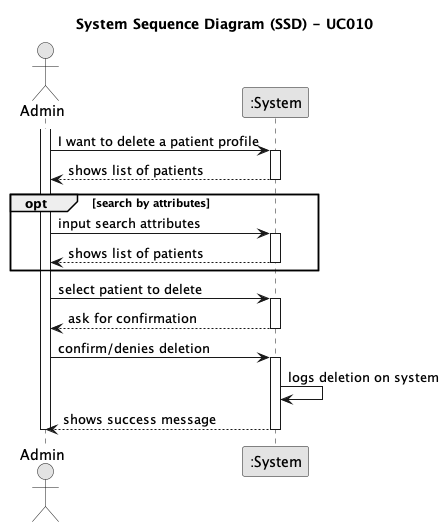 System Sequence Diagram (SSD) - UC010
Admin
:System
I want to delete a patient profile
shows list of patients
opt [search by attributes]
input search attributes
shows list of patients
select patient to delete
ask for confirmation
confirm/denies deletion
logs deletion on system
shows success message
Admin
:System